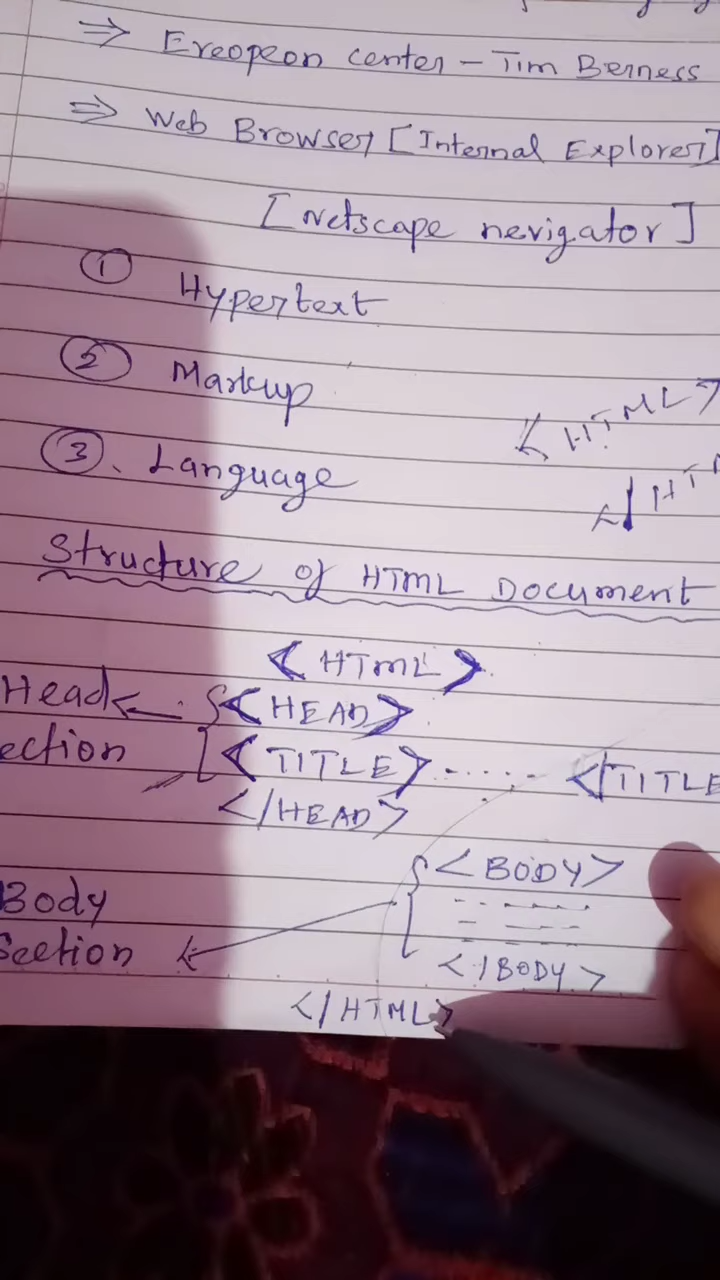 ⇒ Ereopeon center - Tim Berness
⇒ Web Browser [Internal Explorer]
[Netscape nevigator]
① Hypertext
② Markup
<HTML>
③. Language
Structure of HTML Document
<HTML>
Head <HEAD>
ection <TITLE> ...... </TITLE
</HEAD>
<BODY>
Body
Section
</BODY>
</HTML>